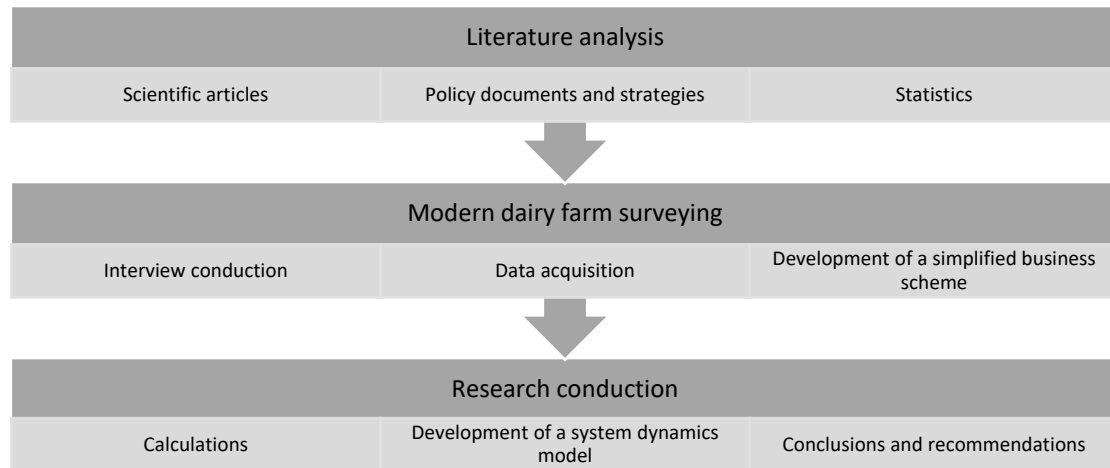 Literature analysis
Scientific articles
Policy documents and strategies
Statistics
Modern dairy farm surveying
Interview conduction
Data acquisition
Development of a simplified business
scheme
Research conduction
Calculations
Development of a system dynamics
model
Conclusions and recommendations